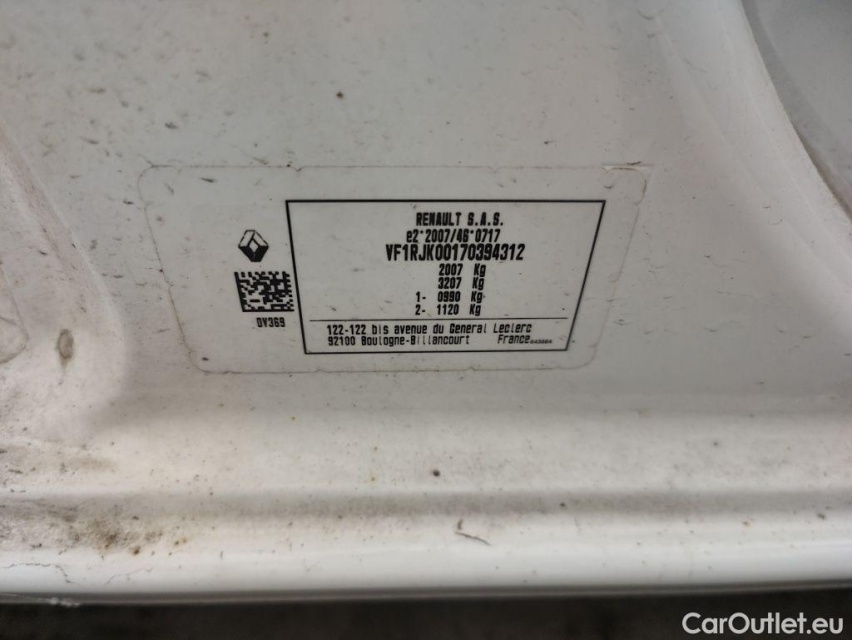 RENAULT S.A.S.
e2*2007/46*0717
VF1RJK00170394312
2007 Kg
3207 Kg
1- 0990 Kg
2- 1120 Kg
0V369
122-122 bis avenue du General Leclerc
92100 Boulogne-Billancourt France
CarOutlet.eu